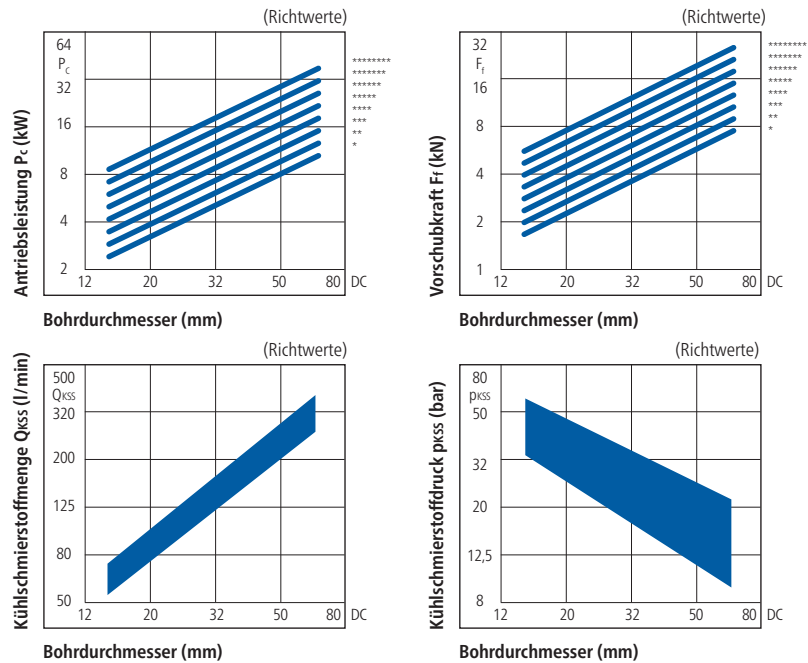 (Richtwerte)
Antriebsleistung Pc (kW)
64
Pc
32
16
8
4
2
********
*******
******
*****
****
***
**
*
12 20 32 50 80 DC
Bohrdurchmesser (mm)
(Richtwerte)
Vorschubkraft Ff (kN)
32
Ff
16
8
4
2
1
********
*******
******
*****
****
***
**
*
12 20 32 50 80 DC
Bohrdurchmesser (mm)
(Richtwerte)
Kühlschmierstoffmenge QKSS (l/min)
500
QKSS
320
200
125
80
50
12 20 32 50 80 DC
Bohrdurchmesser (mm)
(Richtwerte)
Kühlschmierstoffdruck pKSS (bar)
80
pKSS
50
32
20
12,5
8
12 20 32 50 80 DC
Bohrdurchmesser (mm)